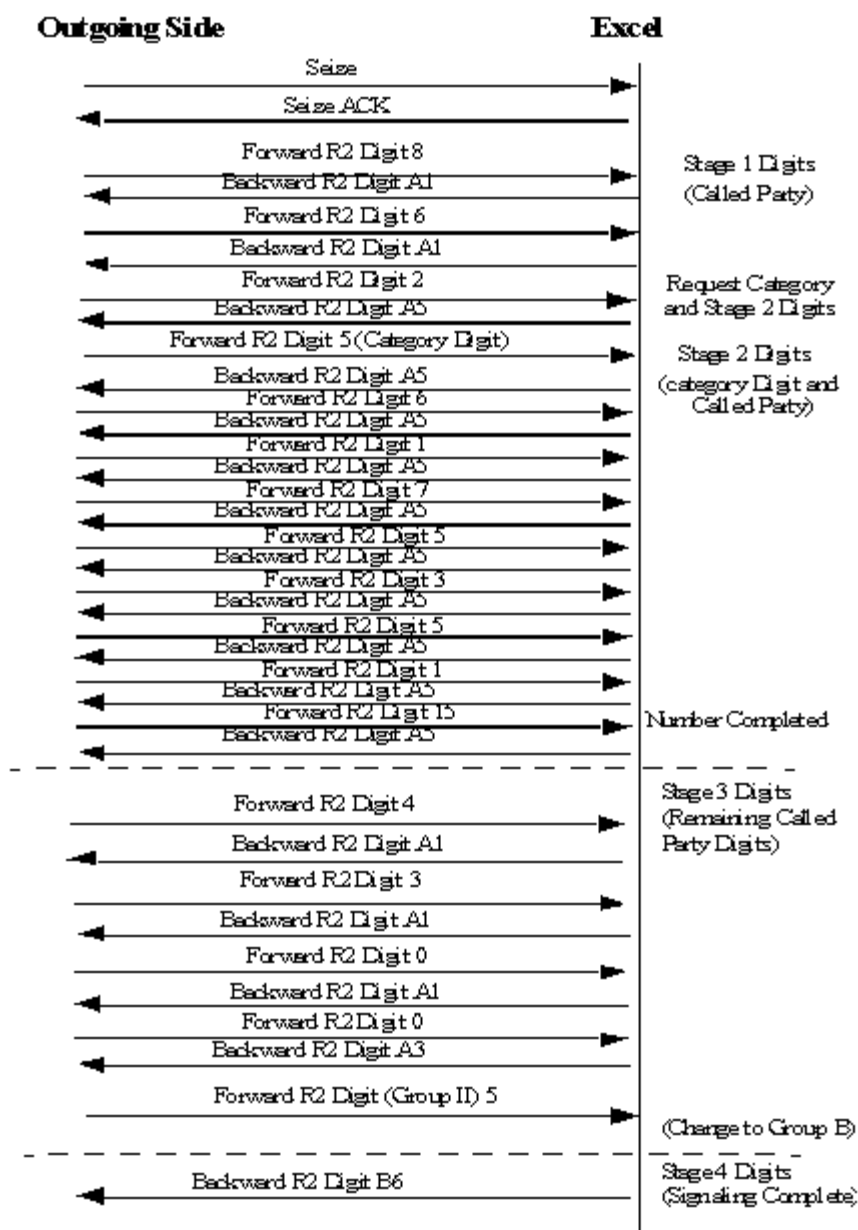 Outgoing Side
Excel
Seize
Seize ACK
Forward R2 Digit 8
Backward R2 Digit A1
Stage 1 Digits
(Called Party)
Forward R2 Digit 6
Backward R2 Digit A1
Forward R2 Digit 2
Backward R2 Digit A5
Request Category
and Stage 2 Digits
Forward R2 Digit 5 (Category Digit)
Stage 2 Digits
(category Digit and
Called Party)
Backward R2 Digit A5
Forward R2 Digit 6
Backward R2 Digit A5
Forward R2 Digit 1
Backward R2 Digit A5
Forward R2 Digit 7
Backward R2 Digit A5
Forward R2 Digit 5
Backward R2 Digit A5
Forward R2 Digit 3
Backward R2 Digit A5
Forward R2 Digit 5
Backward R2 Digit A5
Forward R2 Digit 1
Backward R2 Digit A5
Forward R2 Digit 15
Number Completed
Backward R2 Digit A5
Stage 3 Digits
(Remaining Called
Party Digits)
Forward R2 Digit 4
Backward R2 Digit A1
Forward R2Digit 3
Backward R2 Digit A1
Forward R2 Digit 0
Backward R2 Digit A1
Forward R2Digit 0
Backward R2 Digit A3
Forward R2 Digit (Group II) 5
(Change to Group B)
Stage4 Digits
(Signaling Complete)
Backward R2 Digit B6